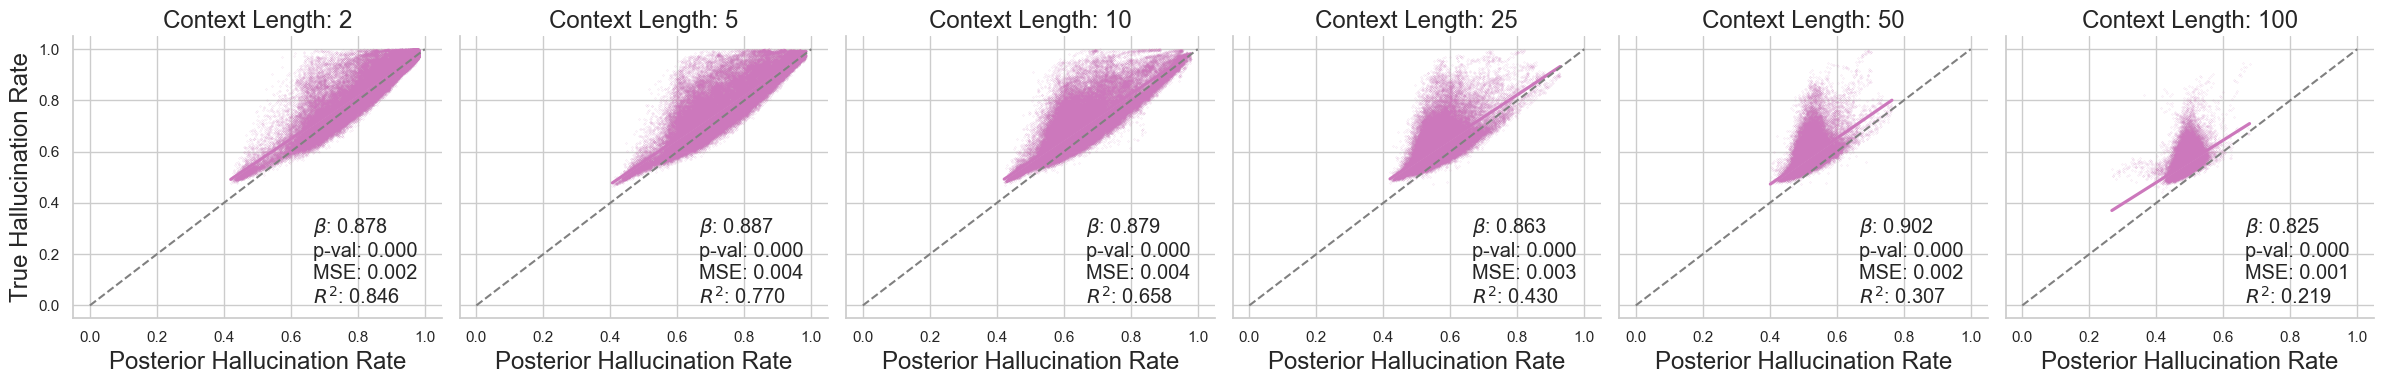 Context Length: 2
Context Length: 5
Context Length: 10
Context Length: 25
Context Length: 50
Context Length: 100
True Hallucination Rate
1.0
0.8
0.6
0.4
0.2
0.0
β: 0.878
p-val: 0.000
MSE: 0.002
R²: 0.846
β: 0.887
p-val: 0.000
MSE: 0.004
R²: 0.770
β: 0.879
p-val: 0.000
MSE: 0.004
R²: 0.658
β: 0.863
p-val: 0.000
MSE: 0.003
R²: 0.430
β: 0.902
p-val: 0.000
MSE: 0.002
R²: 0.307
β: 0.825
p-val: 0.000
MSE: 0.001
R²: 0.219
0.0 0.2 0.4 0.6 0.8 1.0
0.0 0.2 0.4 0.6 0.8 1.0
0.0 0.2 0.4 0.6 0.8 1.0
0.0 0.2 0.4 0.6 0.8 1.0
0.0 0.2 0.4 0.6 0.8 1.0
0.0 0.2 0.4 0.6 0.8 1.0
Posterior Hallucination Rate
Posterior Hallucination Rate
Posterior Hallucination Rate
Posterior Hallucination Rate
Posterior Hallucination Rate
Posterior Hallucination Rate